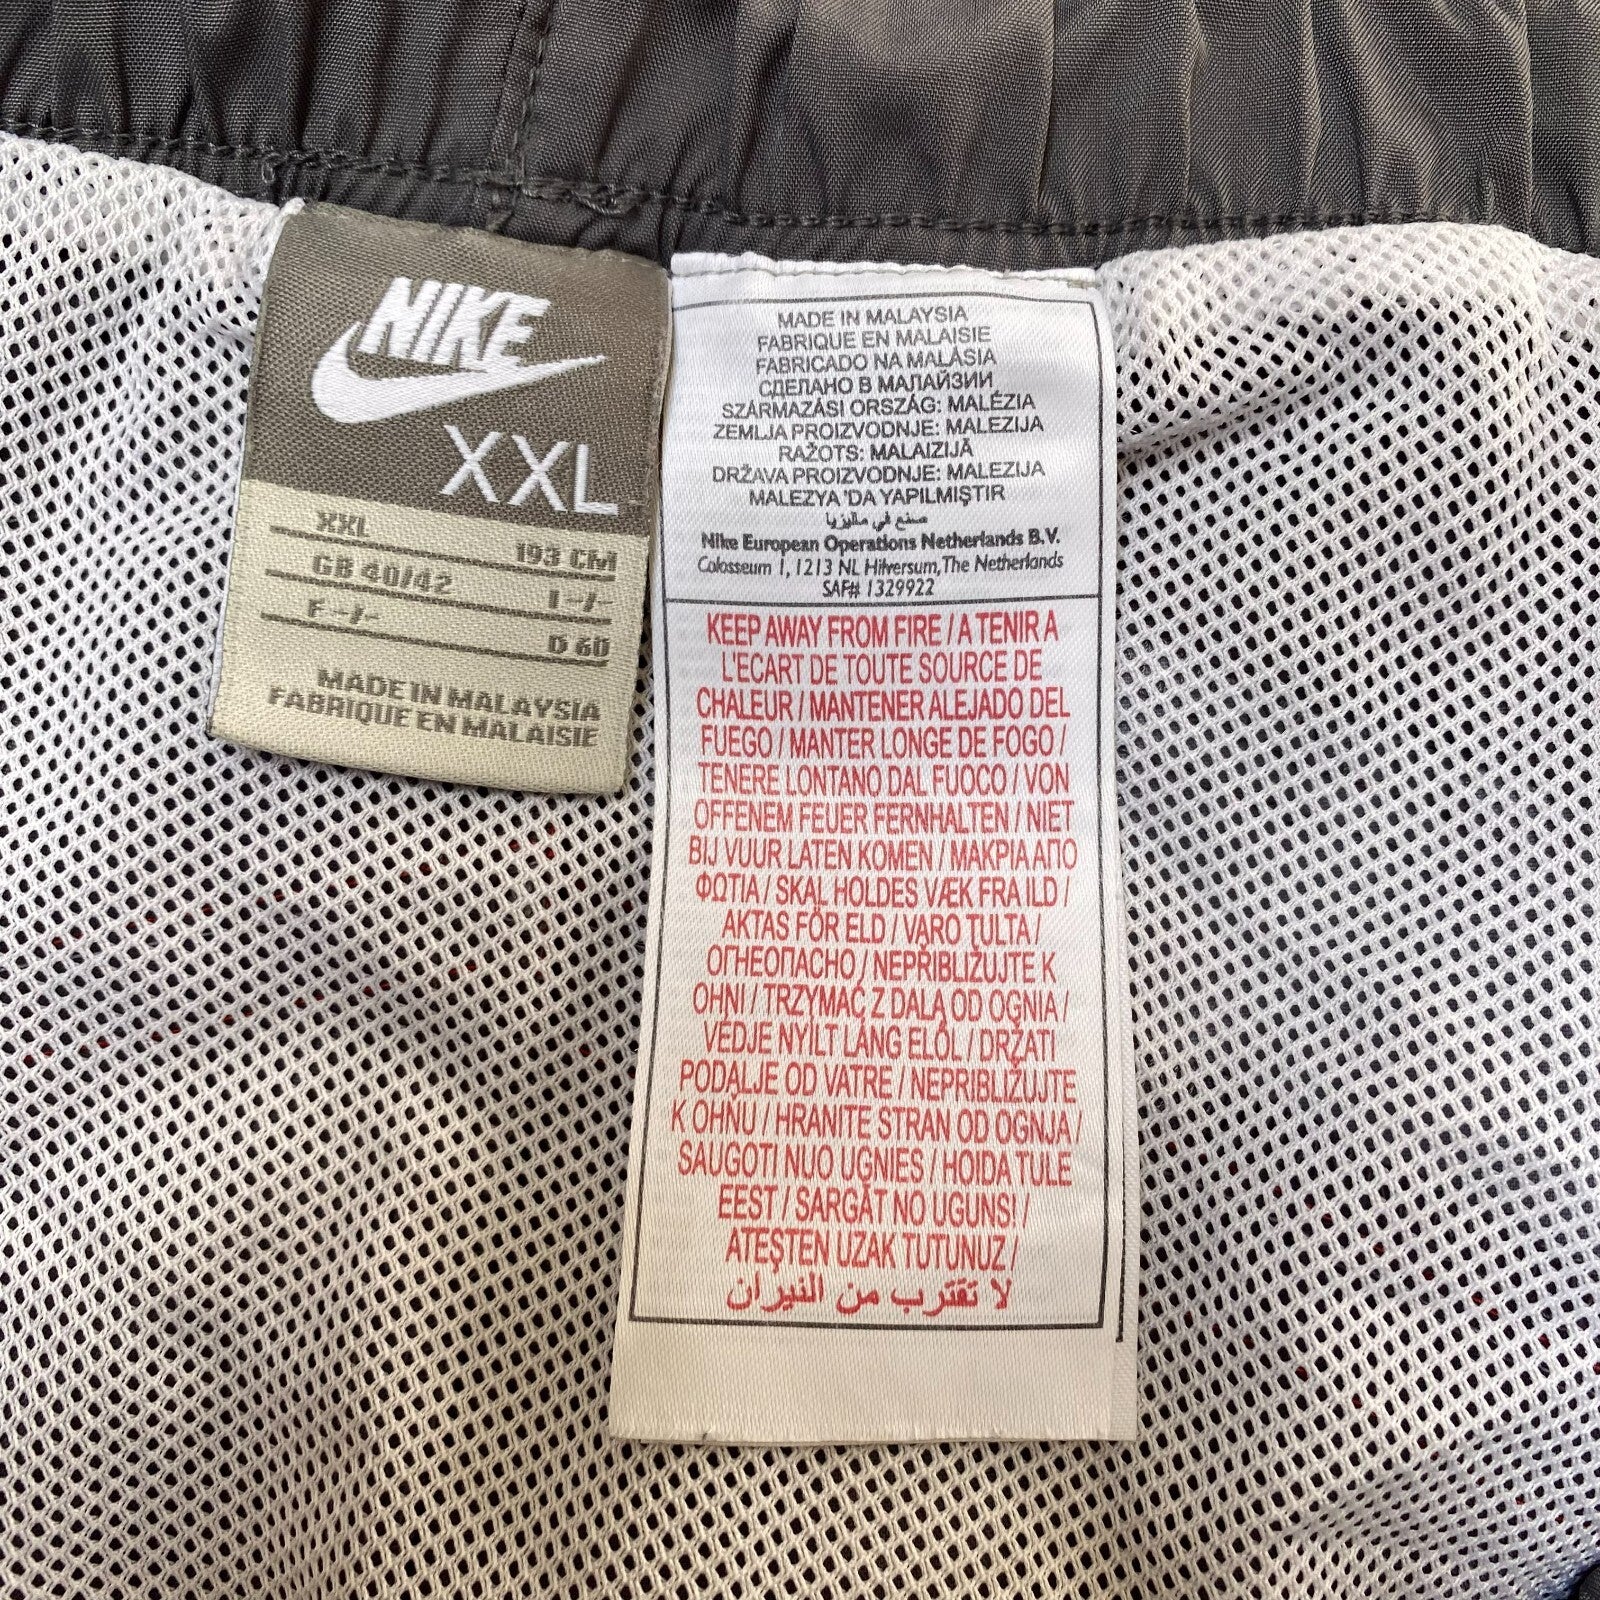 NIKE
XXL
XXL
193 CM
GB 40/42
I -/-
F -/-
D 60
MADE IN MALAYSIA
FABRIQUE EN MALAISIE
MADE IN MALAYSIA
FABRIQUE EN MALAISIE
FABRICADO NA MALÁSIA
СДЕЛАНО В МАЛАЙЗИИ
SZÁRMAZÁSI ORSZÁG: MALÉZIA
ZEMLJA PROIZVODNJE: MALEZIJA
RAŽOTS: MALAIZIJĀ
DRŽAVA PROIZVODNJE: MALEZIJA
MALEZYA 'DA YAPILMIŞTIR
صنع في ماليزيا
Nike European Operations Netherlands B.V.
Colosseum 1, 1213 NL Hilversum, The Netherlands
SAF# 1329922
KEEP AWAY FROM FIRE / A TENIR A
L'ECART DE TOUTE SOURCE DE
CHALEUR / MANTENER ALEJADO DEL
FUEGO / MANTER LONGE DE FOGO /
TENERE LONTANO DAL FUOCO / VON
OFFENEM FEUER FERNHALTEN / NIET
BIJ VUUR LATEN KOMEN / ΜΑΚΡΙΑ ΑΠΟ
ΦΩΤΙΑ / SKAL HOLDES VÆK FRA ILD /
AKTAS FÖR ELD / VARO TULTA /
ОГНЕОПАСНО / NEPŘIBLIŽUJTE K
OHNI / TRZYMAĆ Z DALA OD OGNIA /
VÉDJE NYÍLT LÁNG ELŐL / DRŽATI
PODALJE OD VATRE / NEPRIBLIŽUJTE
K OHŇU / HRANITE STRAN OD OGNJA /
SAUGOTI NUO UGNIES / HOIDA TULE
EEST / SARGĀT NO UGUNS! /
ATEŞTEN UZAK TUTUNUZ /
لا تقترب من النيران